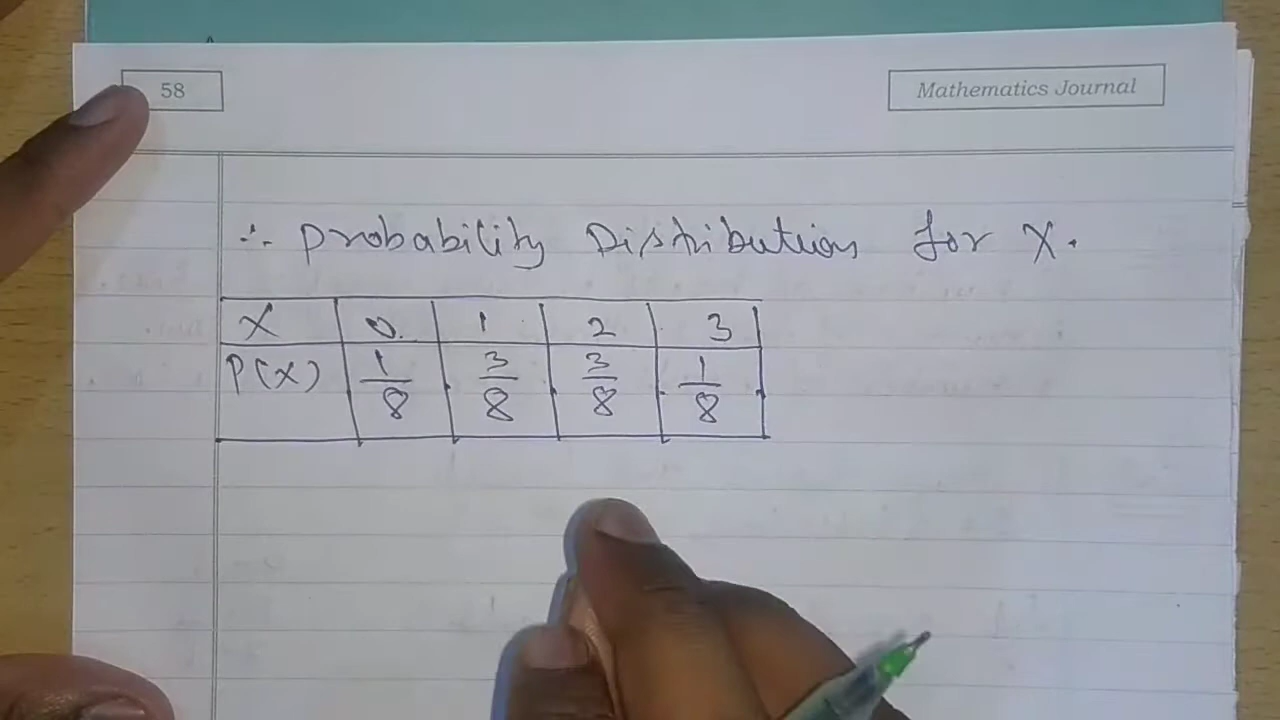 58
Mathematics Journal
∴ Probability Distribution for X.
X 0 1 2 3
P(X) 1/8 3/8 3/8 1/8